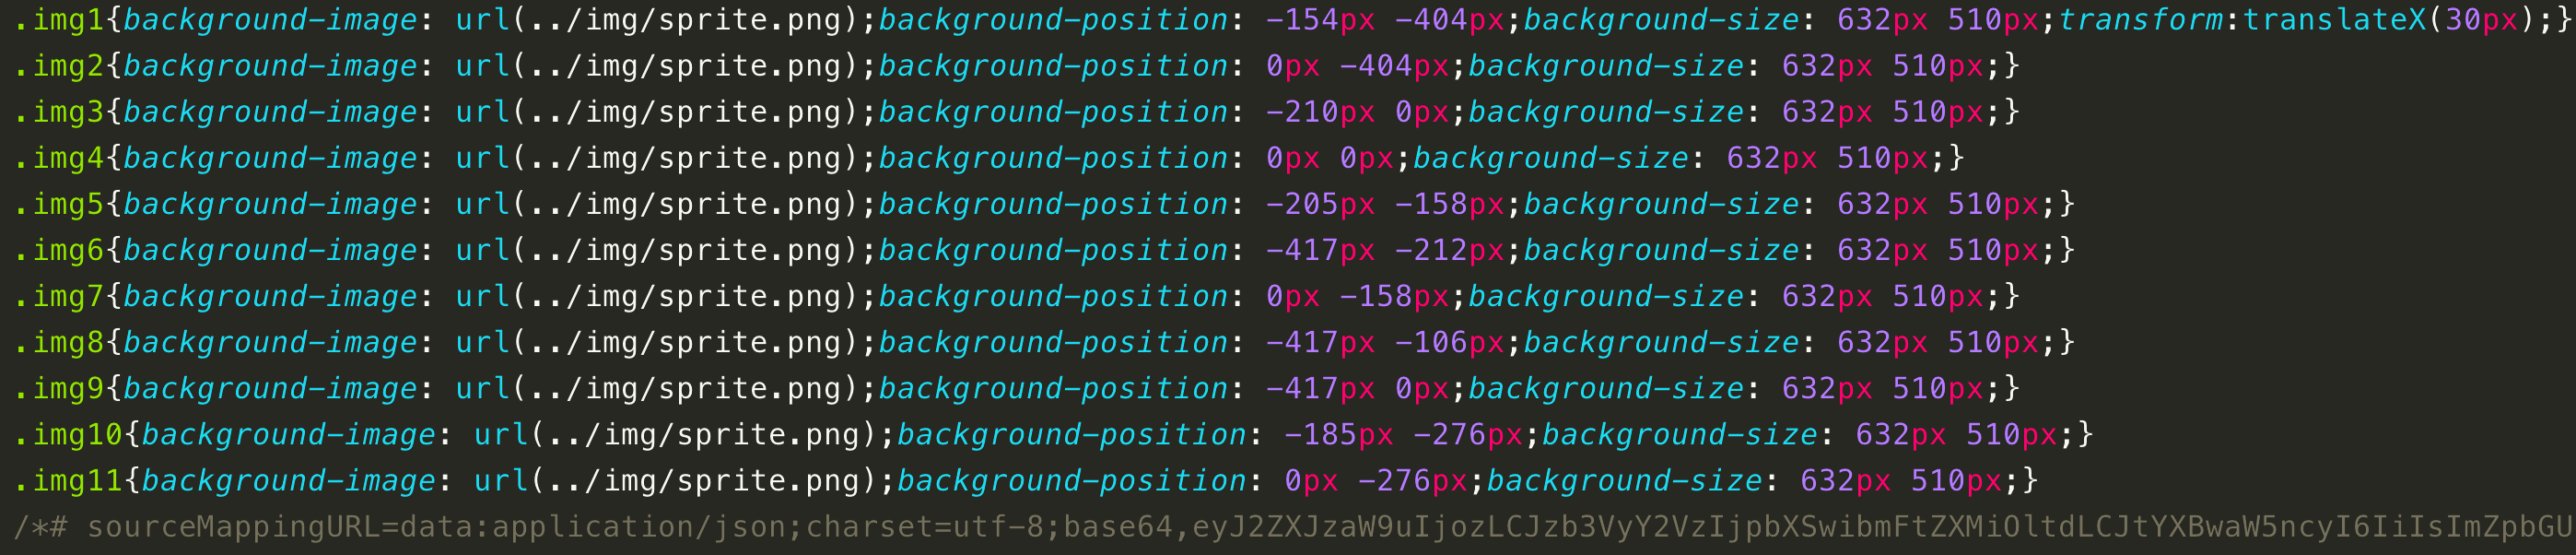 .img1{background-image: url(../img/sprite.png);background-position: -154px -404px;background-size: 632px 510px;transform:translateX(30px);}
.img2{background-image: url(../img/sprite.png);background-position: 0px -404px;background-size: 632px 510px;}
.img3{background-image: url(../img/sprite.png);background-position: -210px 0px;background-size: 632px 510px;}
.img4{background-image: url(../img/sprite.png);background-position: 0px 0px;background-size: 632px 510px;}
.img5{background-image: url(../img/sprite.png);background-position: -205px -158px;background-size: 632px 510px;}
.img6{background-image: url(../img/sprite.png);background-position: -417px -212px;background-size: 632px 510px;}
.img7{background-image: url(../img/sprite.png);background-position: 0px -158px;background-size: 632px 510px;}
.img8{background-image: url(../img/sprite.png);background-position: -417px -106px;background-size: 632px 510px;}
.img9{background-image: url(../img/sprite.png);background-position: -417px 0px;background-size: 632px 510px;}
.img10{background-image: url(../img/sprite.png);background-position: -185px -276px;background-size: 632px 510px;}
.img11{background-image: url(../img/sprite.png);background-position: 0px -276px;background-size: 632px 510px;}
/*# sourceMappingURL=data:application/json;charset=utf-8;base64,eyJ2ZXJzaW9uIjozLCJzb3VyY2VzIjpbXSwibmFtZXMiOltdLCJtYXBwaW5ncyI6IiIsImZpbGU